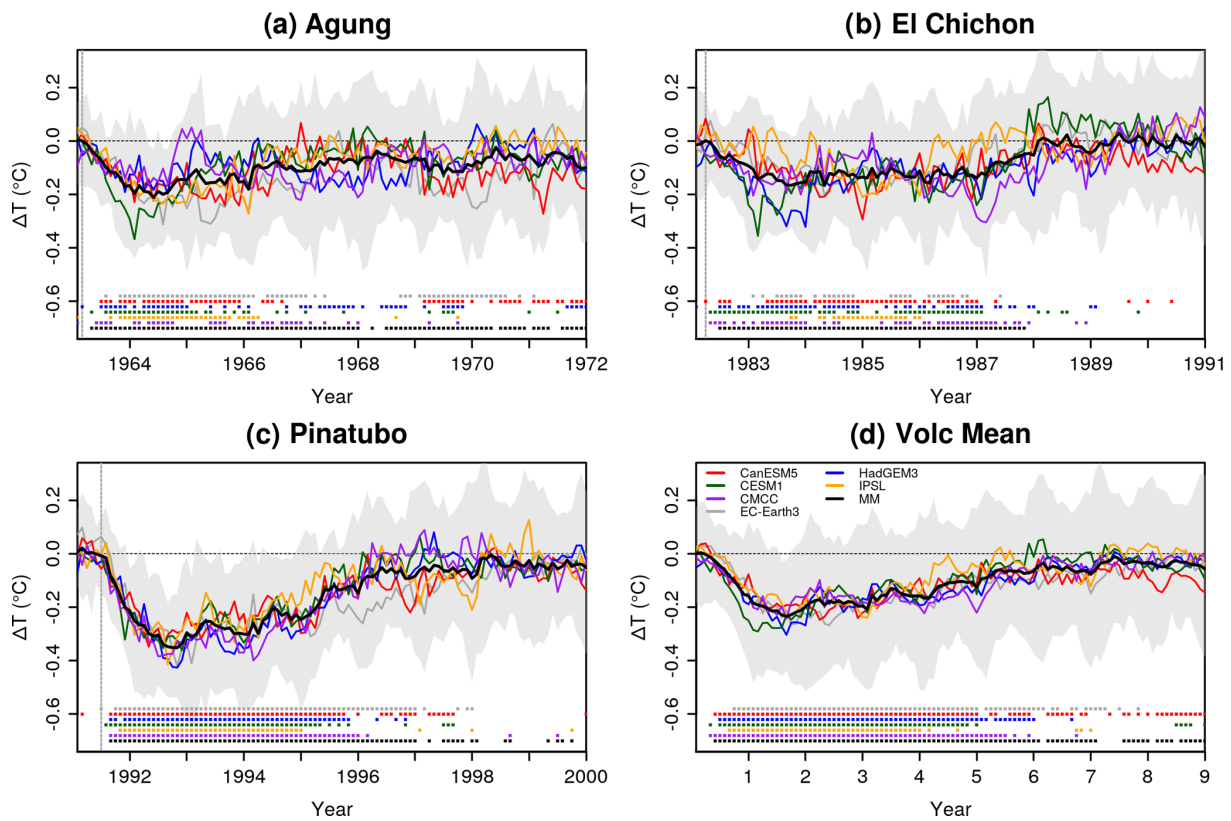 (a) Agung
ΔT (°C)
0.2
0.0
-0.2
-0.4
-0.6
1964 1966 1968 1970 1972
Year
(b) El Chichon
ΔT (°C)
0.2
0.0
-0.2
-0.4
-0.6
1983 1985 1987 1989 1991
Year
(c) Pinatubo
ΔT (°C)
0.2
0.0
-0.2
-0.4
-0.6
1992 1994 1996 1998 2000
Year
(d) Volc Mean
CanESM5 HadGEM3
CESM1 IPSL
CMCC MM
EC-Earth3
ΔT (°C)
0.2
0.0
-0.2
-0.4
-0.6
1 2 3 4 5 6 7 8 9
Year